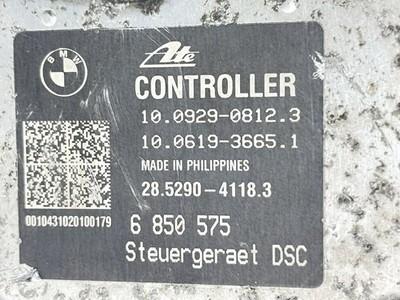 BMW
Ate
CONTROLLER
10.0929-0812.3
10.0619-3665.1
MADE IN PHILIPPINES
28.5290-4118.3
0010431020100179
6 850 575
Steuergeraet DSC